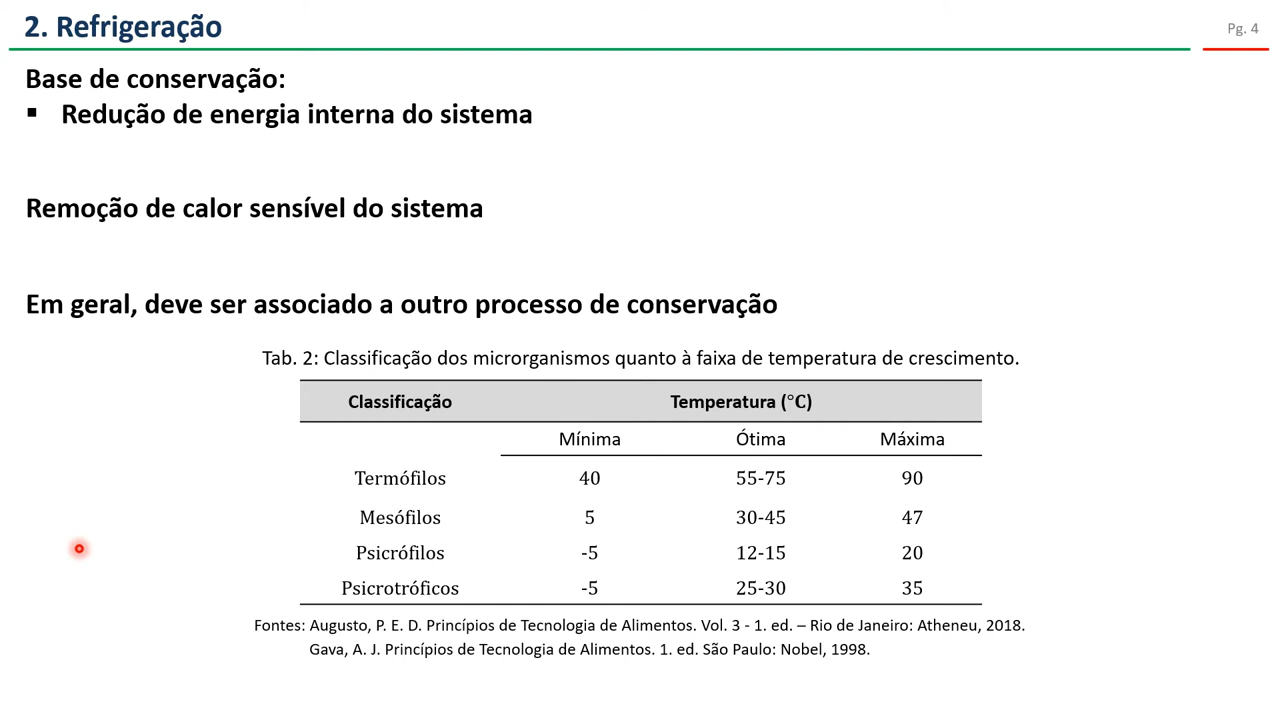 2. Refrigeração
Pg. 4
Base de conservação:
▪ Redução de energia interna do sistema
Remoção de calor sensível do sistema
Em geral, deve ser associado a outro processo de conservação
Tab. 2: Classificação dos microrganismos quanto à faixa de temperatura de crescimento.
Classificação Temperatura (°C)
Mínima Ótima Máxima
Termófilos 40 55-75 90
Mesófilos 5 30-45 47
Psicrófilos -5 12-15 20
Psicrotróficos -5 25-30 35
Fontes: Augusto, P. E. D. Princípios de Tecnologia de Alimentos. Vol. 3 - 1. ed. – Rio de Janeiro: Atheneu, 2018.
Gava, A. J. Princípios de Tecnologia de Alimentos. 1. ed. São Paulo: Nobel, 1998.